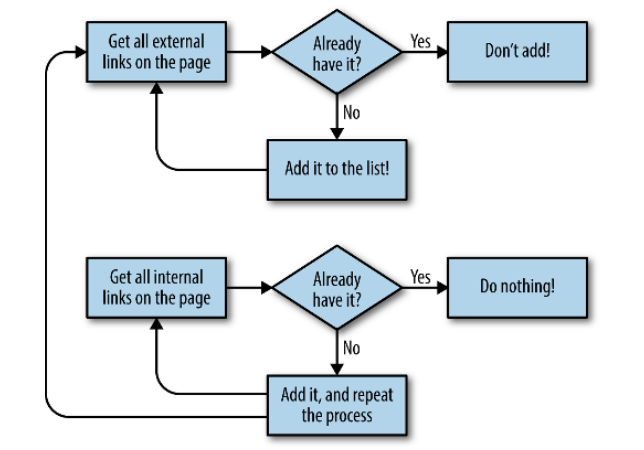 Get all external
links on the page
Already
have it?
Yes
Don't add!
No
Add it to the list!
Get all internal
links on the page
Already
have it?
Yes
Do nothing!
No
Add it, and repeat
the process